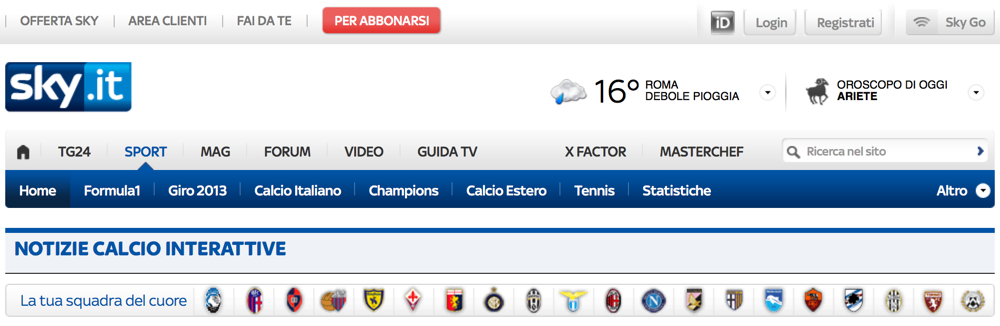 OFFERTA SKY AREA CLIENTI FAI DA TE PER ABBONARSI iD Login Registrati Sky Go
sky.it 16° ROMA
DEBOLE PIOGGIA
OROSCOPO DI OGGI
ARIETE
TG24 SPORT MAG FORUM VIDEO GUIDA TV X FACTOR MASTERCHEF Ricerca nel sito
Home Formula1 Giro 2013 Calcio Italiano Champions Calcio Estero Tennis Statistiche Altro
NOTIZIE CALCIO INTERATTIVE
La tua squadra del cuore